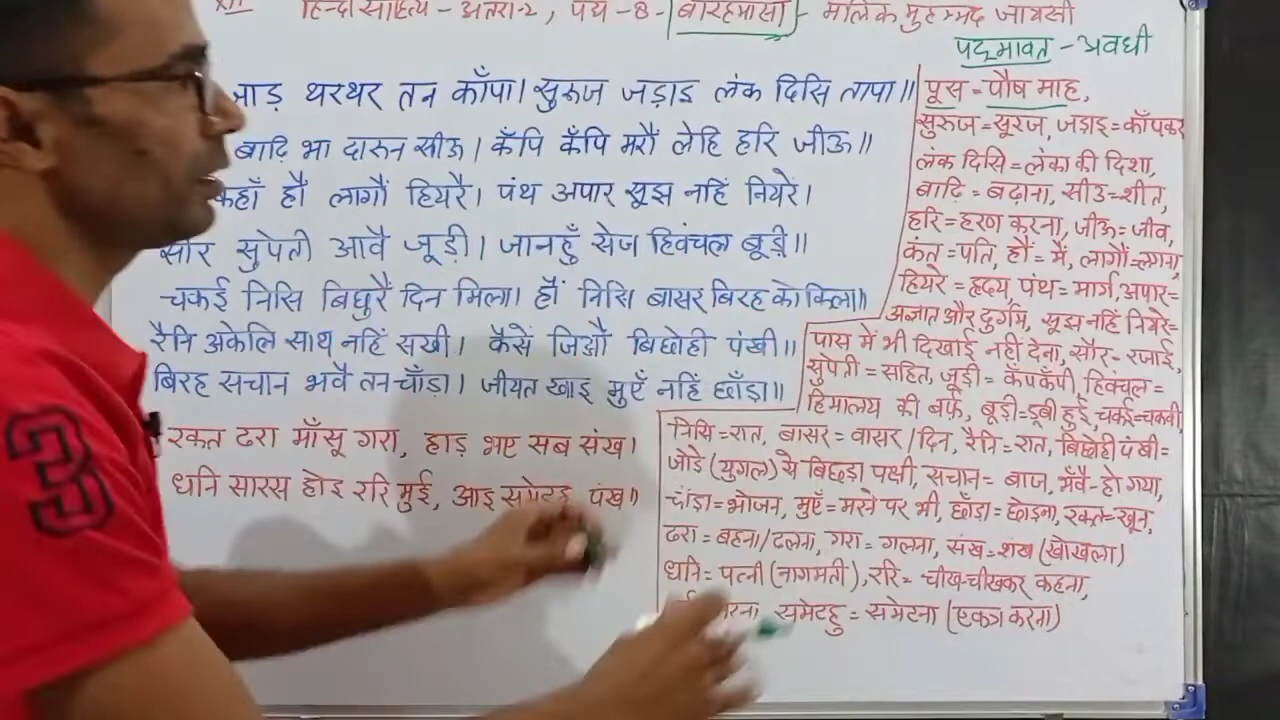 XII हिन्दी साहित्य - अंतरा-2, पद्य -8- बारहमासा - मलिक मुहम्मद जायसी
पद्मावत - अवधी
जाड़ थरथर तन काँपा। सुरुज जड़ाइ लंक दिसि तापा॥
बाढ़ि भा दारुन सीऊ। कँपि कँपि मरौं लेहि हरि जीऊ॥
कहाँ हौं लागौं हियरै। पंथ अपार सूझ नहिं नियरें।
सौर सुपेती आवै जूड़ी। जानहुँ सेज हिवंचल बूड़ी॥
चकई निसि बिछुरैं दिन मिला। हौं निसि बासर बिरह कोकिला॥
रैनि अकेलि साथ नहिं सखी। कैसें जिऔं बिछोही पंखी॥
बिरह सचान भवै तन चाँड़ा। जीयत खाइ मुएँ नहिं छाँड़ा॥
रकत ढरा माँसू गरा, हाड़ भए सब संख।
धनि सारस होइ ररि मुई, आइ समेटहु पंख॥
पूस = पौष माह,
सुरुज = सूरज, जड़ाइ = काँपकर
लंक दिसि = लंका की दिशा,
बाढ़ि = बढ़ाना, सीउ = शीत,
हरि = हरण करना, जीऊ = जीव,
कंत = पति, हौं = मैं, लागौं = लगना,
हियरे = हृदय, पंथ = मार्ग, अपार =
अज्ञात और दुर्गम, सूझ नहिं नियरे =
पास में भी दिखाई नहीं देना, सौर = रजाई,
सुपेती = सहित, जूड़ी = कँपकँपी, हिवंचल =
हिमालय की बर्फ, बूड़ी = डूबी हुई, चकई = चकवी,
निसि = रात, बासर = वासर / दिन, रैनि = रात, बिछोही पंखी =
जोड़े (युगल) से बिछड़ा पक्षी, सचान = बाज, भँवै - हो गया,
चाँड़ा = भोजन, मुएँ = मरने पर भी, छाँड़ा = छोड़ना, रकत = खून,
ढरा = बहना / ढलना, गरा = गलना, संख = शंख (खोखला)
धनि = पत्नी (नागमती), ररि = चीख-चीखकर कहना,
समेटहु = समेटना (एकत्र करना)
3